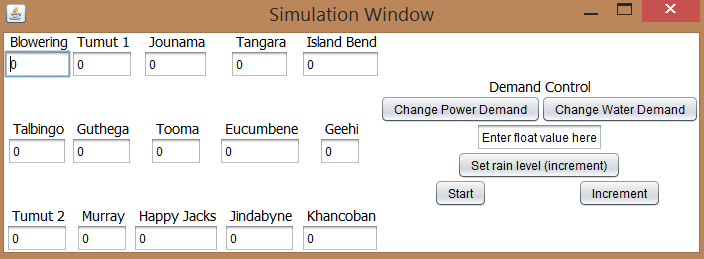 Simulation Window
Blowering Tumut 1 Jounama Tangara Island Bend
0 0 0 0 0
Demand Control
Change Power Demand Change Water Demand
Talbingo Guthega Tooma Eucumbene Geehi
Enter float value here
0 0 0 0 0
Set rain level (increment)
Start Increment
Tumut 2 Murray Happy Jacks Jindabyne Khancoban
0 0 0 0 0